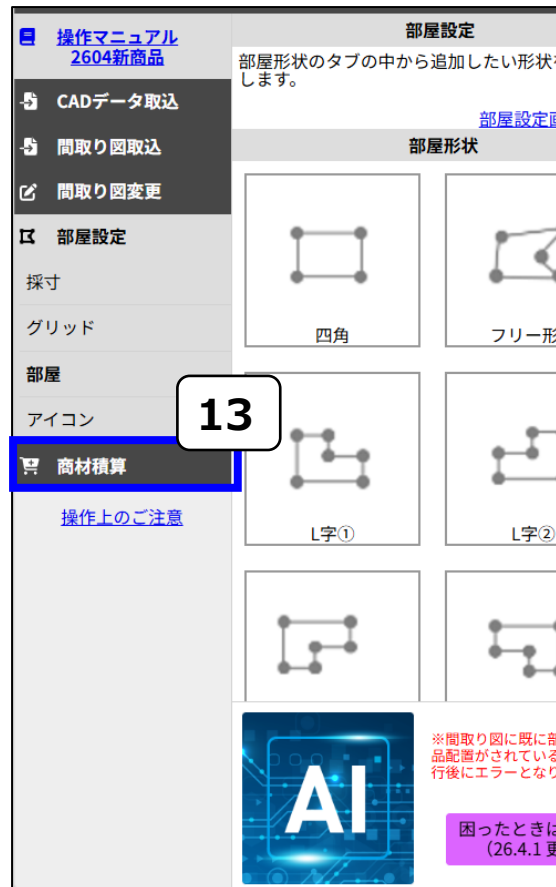 操作マニュアル
2604新商品
CADデータ取込
間取り図取込
間取り図変更
部屋設定
採寸
グリッド
部屋
アイコン
13
商材積算
操作上のご注意
部屋設定
部屋形状のタブの中から追加したい形状
します。
部屋設定
部屋形状
四角
フリー形
L字①
L字②
AI
※間取り図に既に
品配置がされている
行後にエラーとなり
困ったときは
（26.4.1